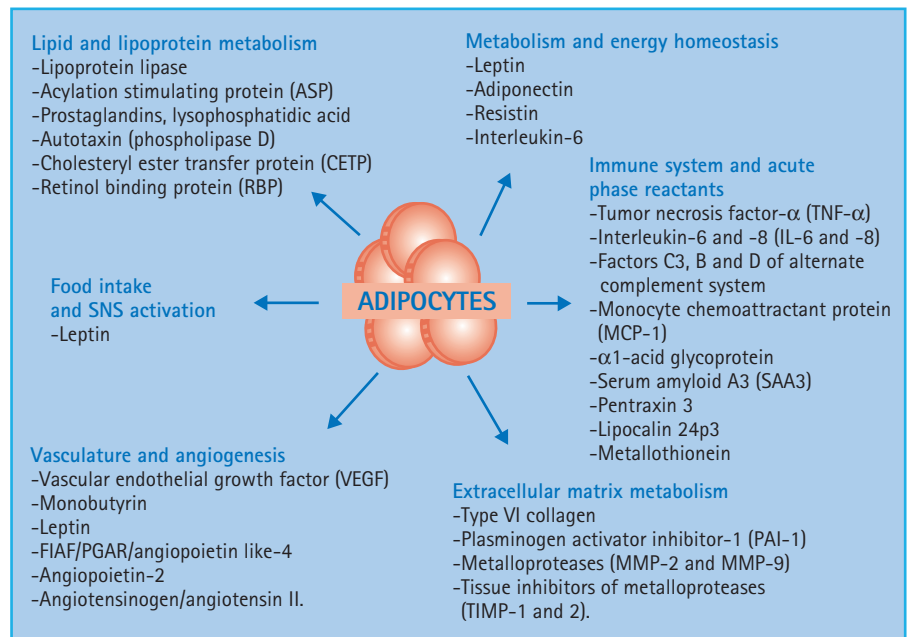 Lipid and lipoprotein metabolism
-Lipoprotein lipase
-Acylation stimulating protein (ASP)
-Prostaglandins, lysophosphatidic acid
-Autotaxin (phospholipase D)
-Cholesteryl ester transfer protein (CETP)
-Retinol binding protein (RBP)
Metabolism and energy homeostasis
-Leptin
-Adiponectin
-Resistin
-Interleukin-6
Immune system and acute
phase reactants
-Tumor necrosis factor-α (TNF-α)
-Interleukin-6 and -8 (IL-6 and -8)
-Factors C3, B and D of alternate
complement system
-Monocyte chemoattractant protein
(MCP-1)
-α1-acid glycoprotein
-Serum amyloid A3 (SAA3)
-Pentraxin 3
-Lipocalin 24p3
-Metallothionein
Food intake
and SNS activation
-Leptin
ADIPOCYTES
Vasculature and angiogenesis
-Vascular endothelial growth factor (VEGF)
-Monobutyrin
-Leptin
-FIAF/PGAR/angiopoietin like-4
-Angiopoietin-2
-Angiotensinogen/angiotensin II.
Extracellular matrix metabolism
-Type VI collagen
-Plasminogen activator inhibitor-1 (PAI-1)
-Metalloproteases (MMP-2 and MMP-9)
-Tissue inhibitors of metalloproteases
(TIMP-1 and 2).